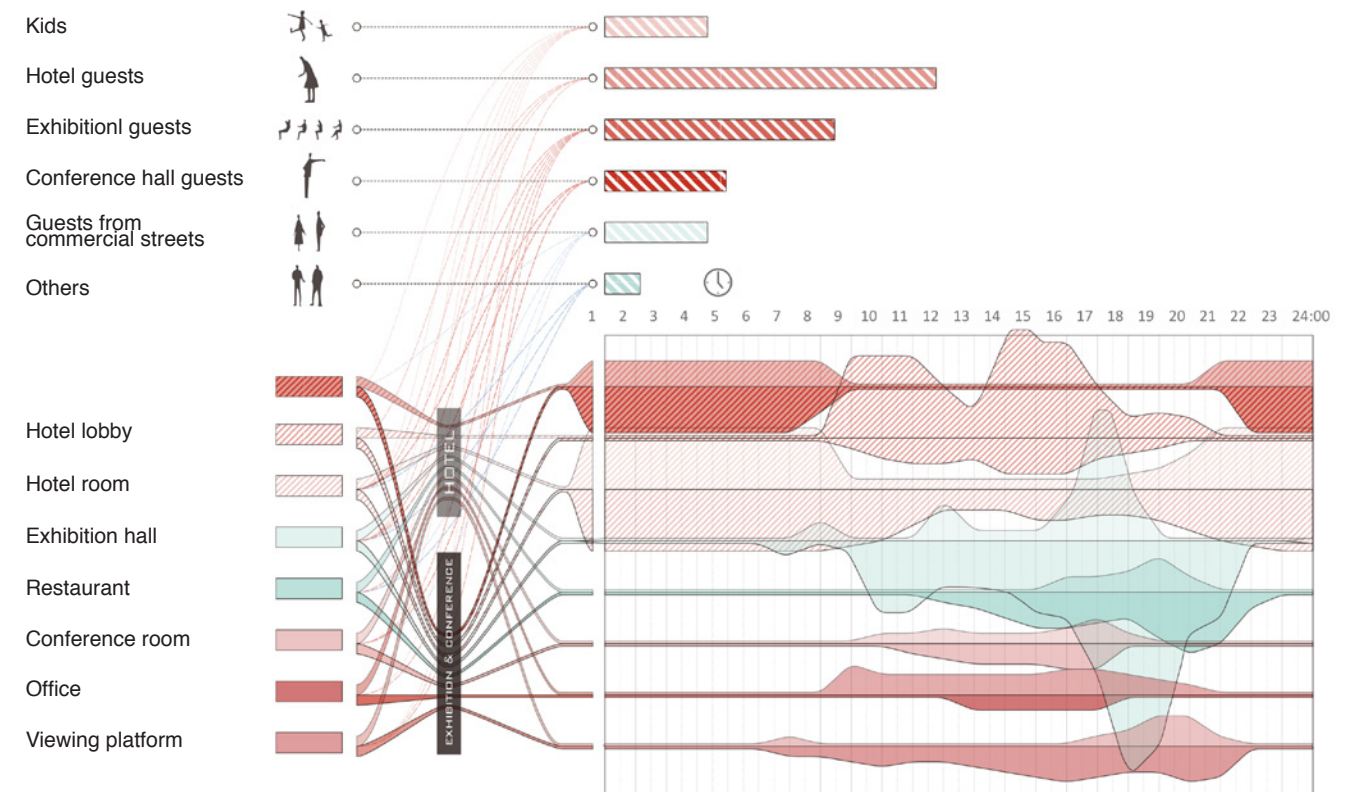 Kids
Hotel guests
Exhibitionl guests
Conference hall guests
Guests from
commercial streets
Others
1 2 3 4 5 6 7 8 9 10 11 12 13 14 15 16 17 18 19 20 21 22 23 24:00
Hotel lobby
Hotel room
Exhibition hall
Restaurant
Conference room
Office
Viewing platform
HOTEL
EXHIBITION & CONFERENCE